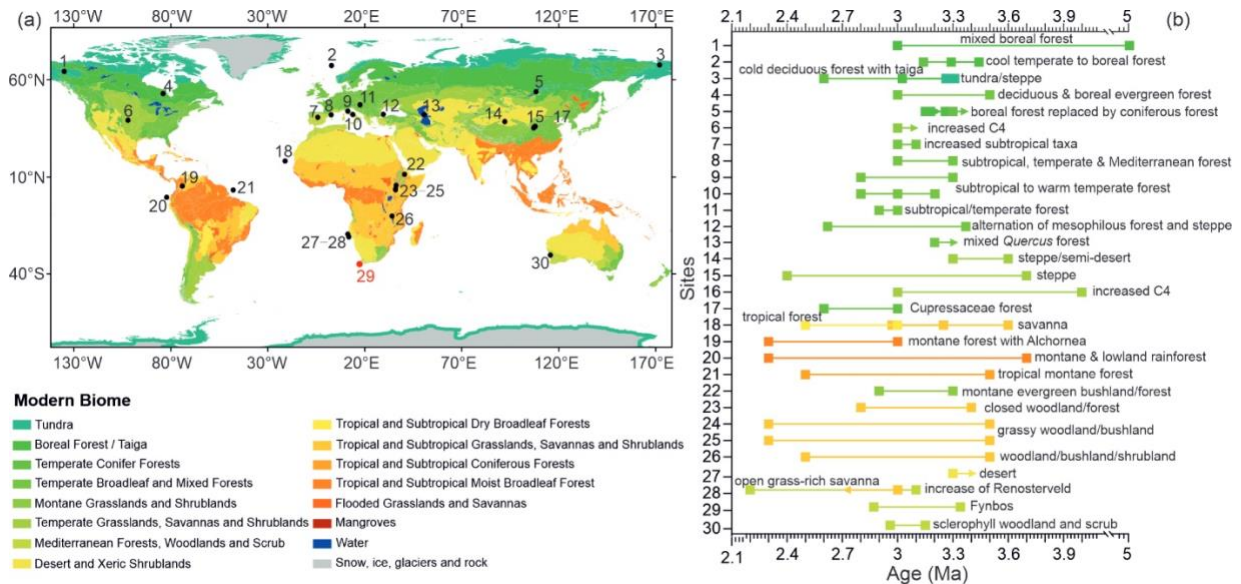 (a)
130°W 80°W 30°W 20°E 70°E 120°E 170°E
60°N
10°N
40°S
1
2
3
4
5
6
7
8
9
10
11
12
13
14
15
17
18
19
20
21
22
23–25
26
27–28
29
30
130°W 80°W 30°W 20°E 70°E 120°E 170°E
Modern Biome
Tundra
Boreal Forest / Taiga
Temperate Conifer Forests
Temperate Broadleaf and Mixed Forests
Montane Grasslands and Shrublands
Temperate Grasslands, Savannas and Shrublands
Mediterranean Forests, Woodlands and Scrub
Desert and Xeric Shrublands
Tropical and Subtropical Dry Broadleaf Forests
Tropical and Subtropical Grasslands, Savannas and Shrublands
Tropical and Subtropical Coniferous Forests
Tropical and Subtropical Moist Broadleaf Forest
Flooded Grasslands and Savannas
Mangroves
Water
Snow, ice, glaciers and rock
(b)
2.1 2.4 2.7 3 3.3 3.6 3.9 5
Sites
1 mixed boreal forest
2 cool temperate to boreal forest
cold deciduous forest with taiga
3 tundra/steppe
4 deciduous & boreal evergreen forest
5 boreal forest replaced by coniferous forest
6 increased C4
7 increased subtropical taxa
8 subtropical, temperate & Mediterranean forest
9
subtropical to warm temperate forest
10
11 subtropical/temperate forest
12 alternation of mesophilous forest and steppe
13 mixed Quercus forest
14 steppe/semi-desert
15 steppe
16 increased C4
17 Cupressaceae forest
tropical forest
18 savanna
19 montane forest with Alchornea
20 montane & lowland rainforest
21 tropical montane forest
22 montane evergreen bushland/forest
23 closed woodland/forest
24
grassy woodland/bushland
25
26 woodland/bushland/shrubland
27 desert
open grass-rich savanna
28 increase of Renosterveld
29 Fynbos
30 sclerophyll woodland and scrub
2.1 2.4 2.7 3 3.3 3.6 3.9 5
Age (Ma)